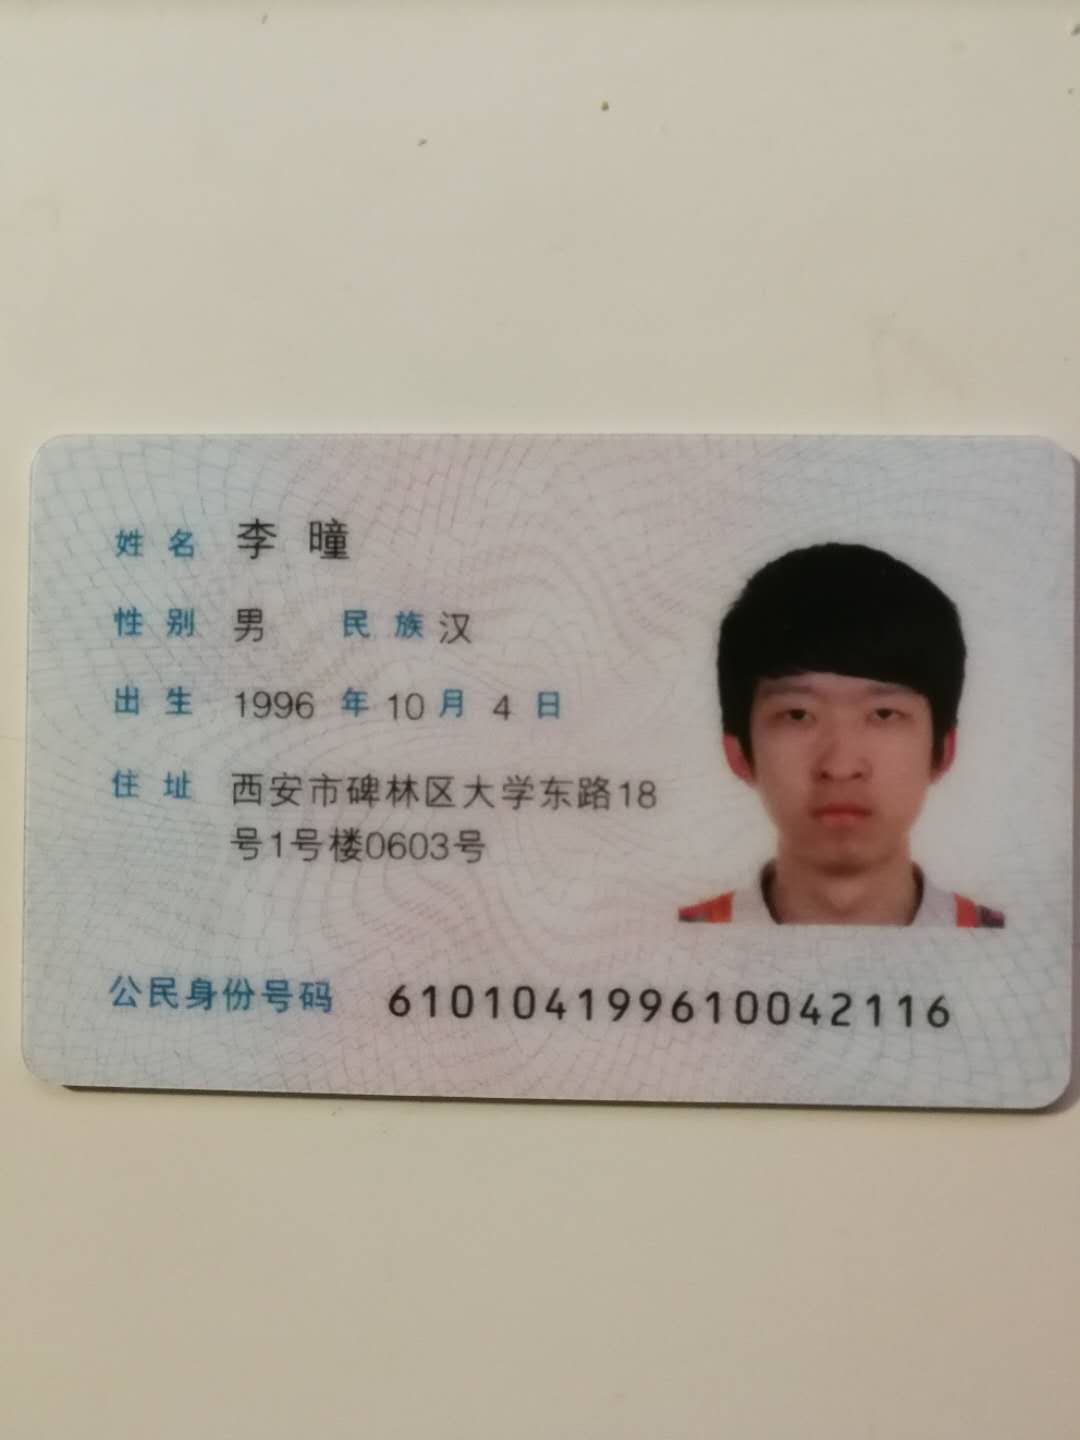 姓名 李曈
性别 男 民族 汉
出生 1996 年 10 月 4 日
住址 西安市碑林区大学东路18
号1号楼0603号
公民身份号码 610104199610042116